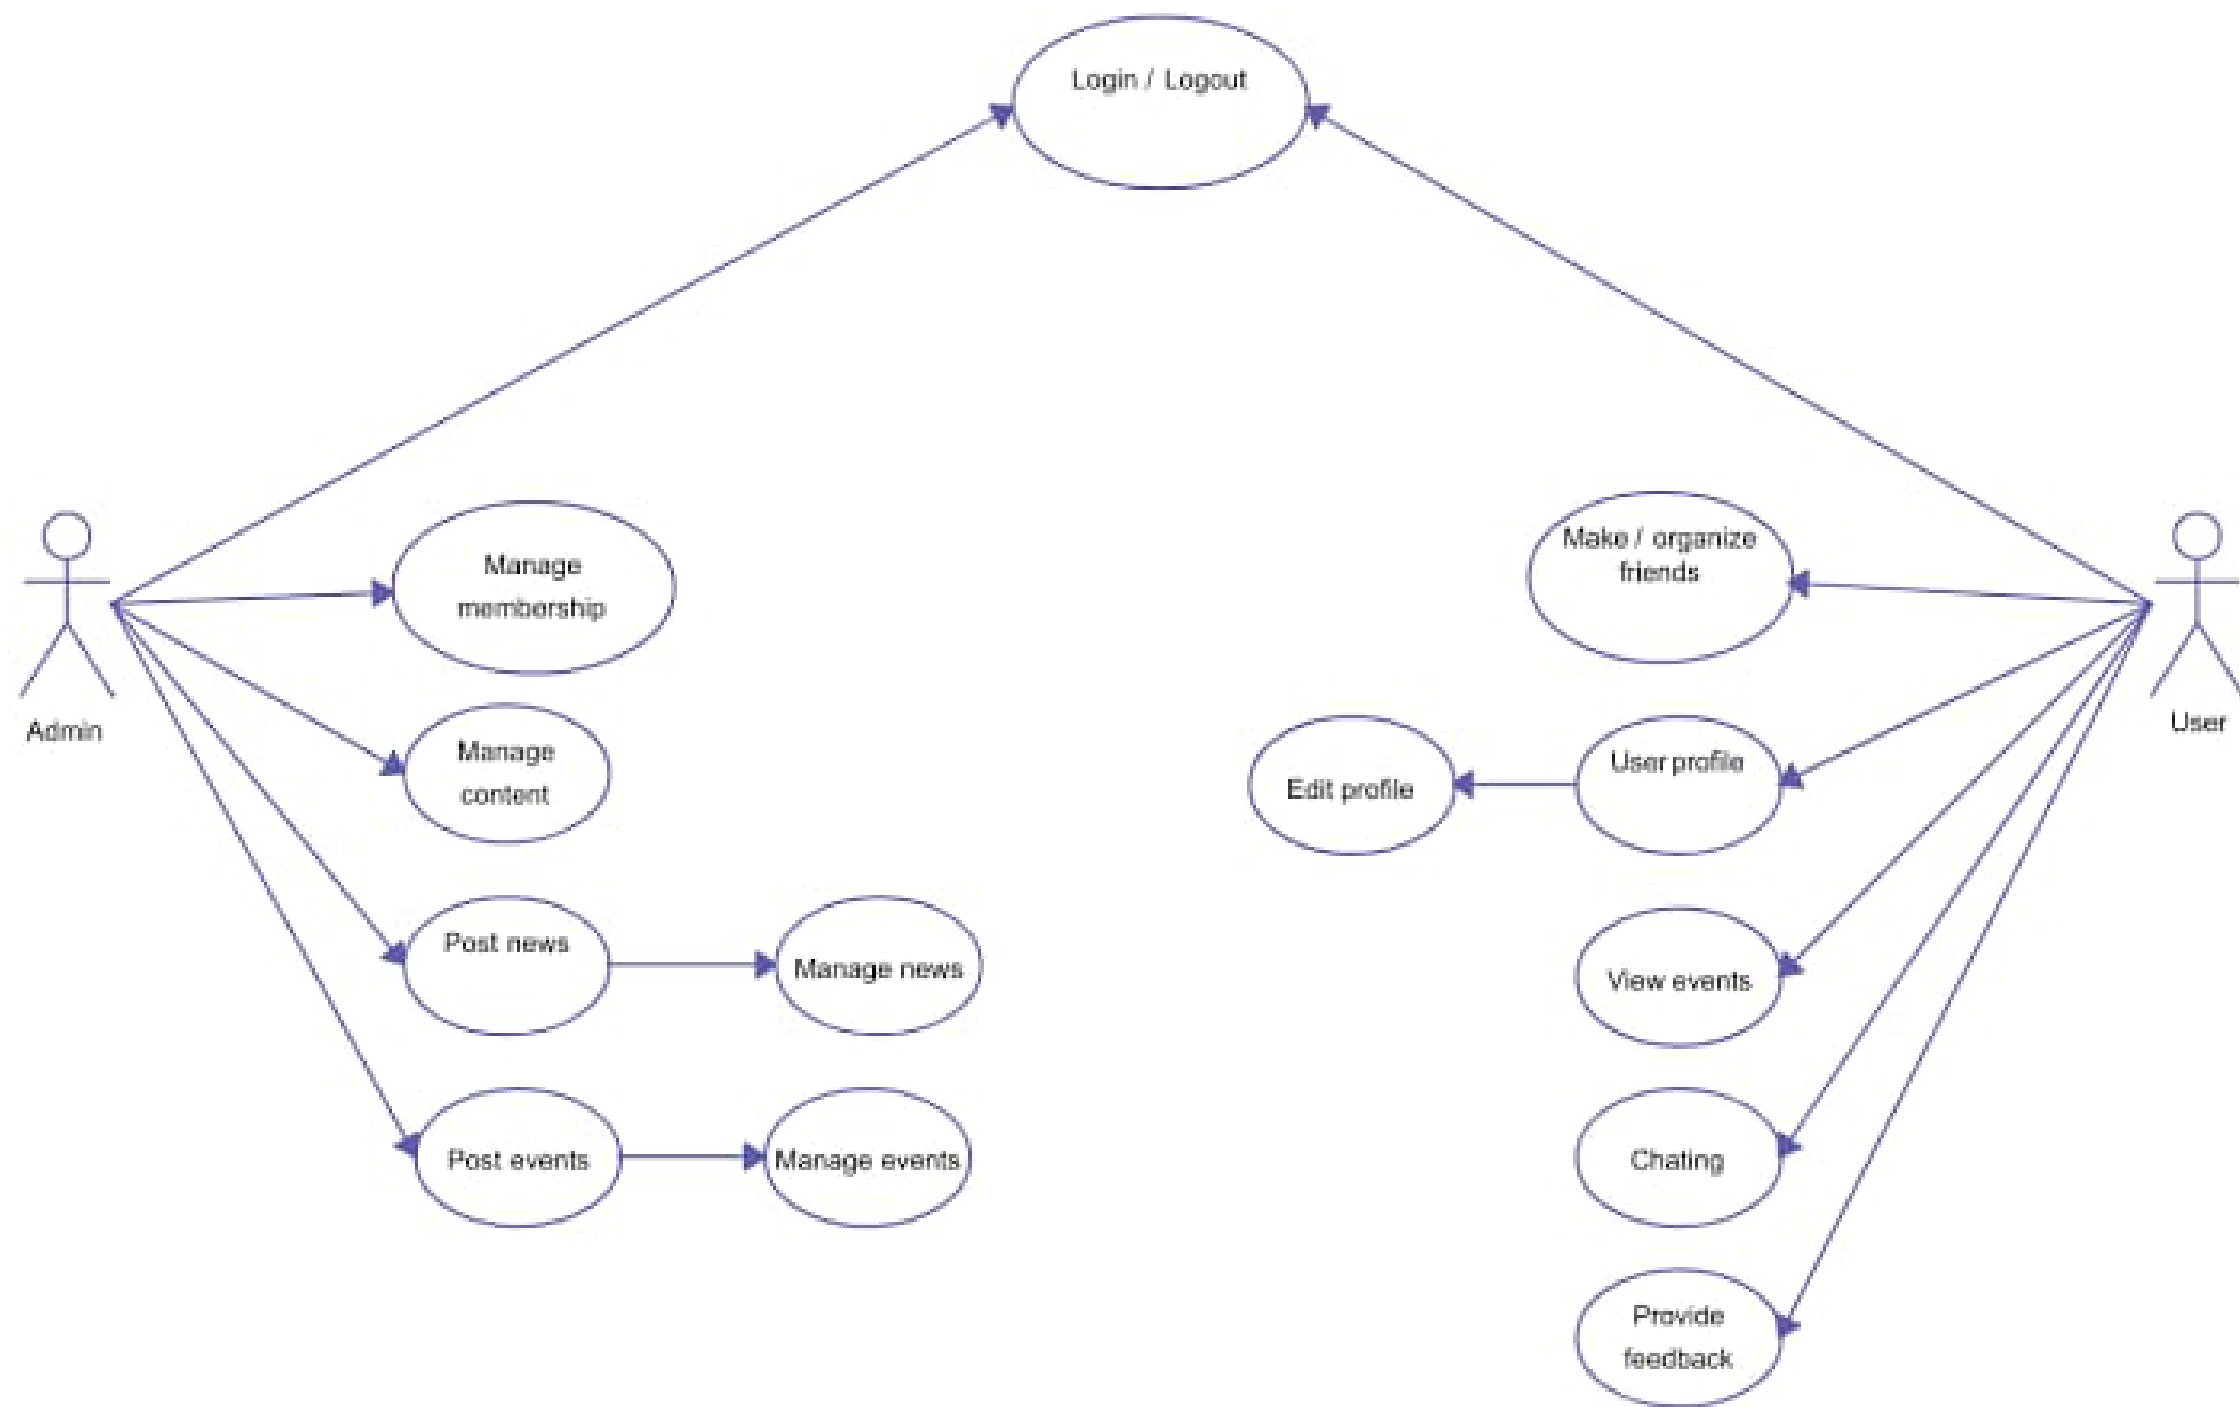 Login / Logout
Admin
Manage
membership
Manage
content
Post news
Manage news
Post events
Manage events
Make / organize
friends
User
User profile
Edit profile
View events
Chating
Provide
feedback